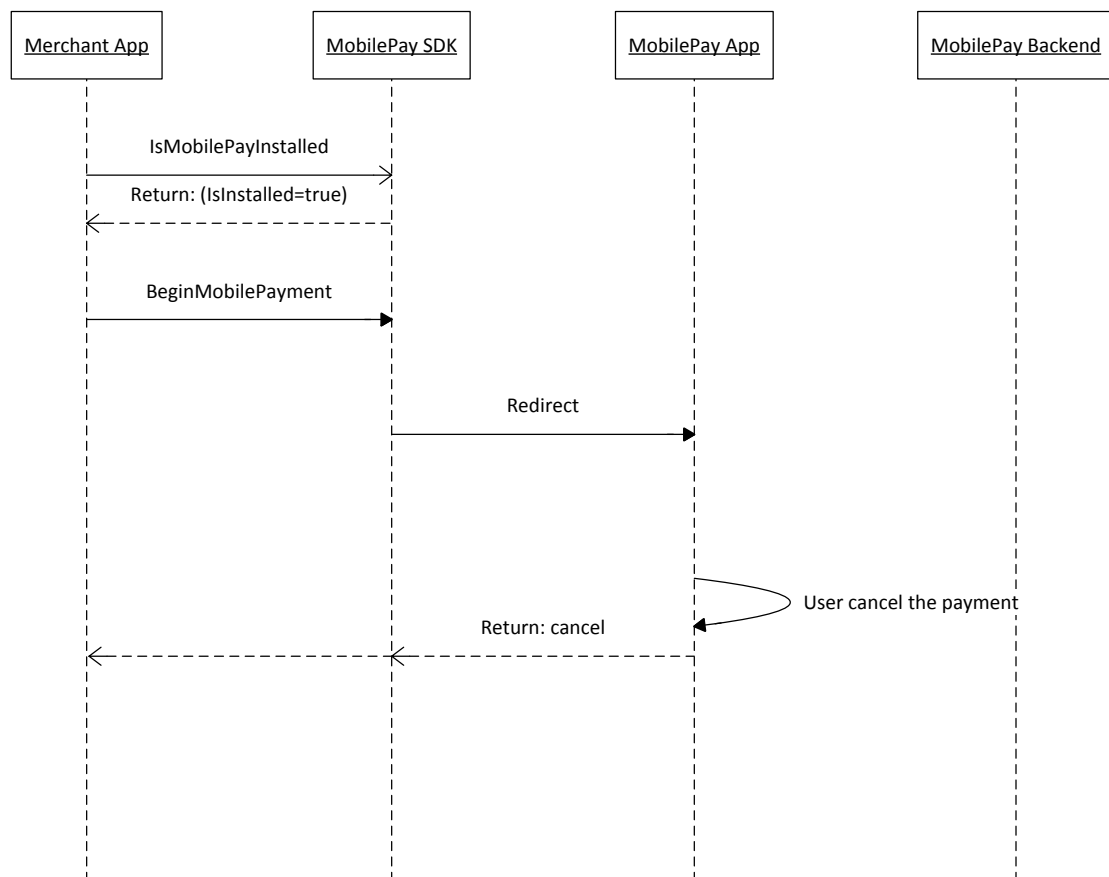 Merchant App
MobilePay SDK
MobilePay App
MobilePay Backend
IsMobilePayInstalled
Return: (IsInstalled=true)
BeginMobilePayment
Redirect
User cancel the payment
Return: cancel